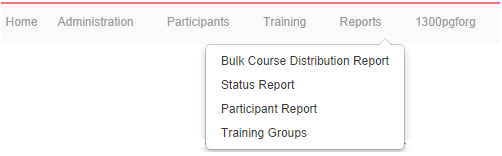 Home Administration Participants Training Reports 1300pgforg
Bulk Course Distribution Report
Status Report
Participant Report
Training Groups